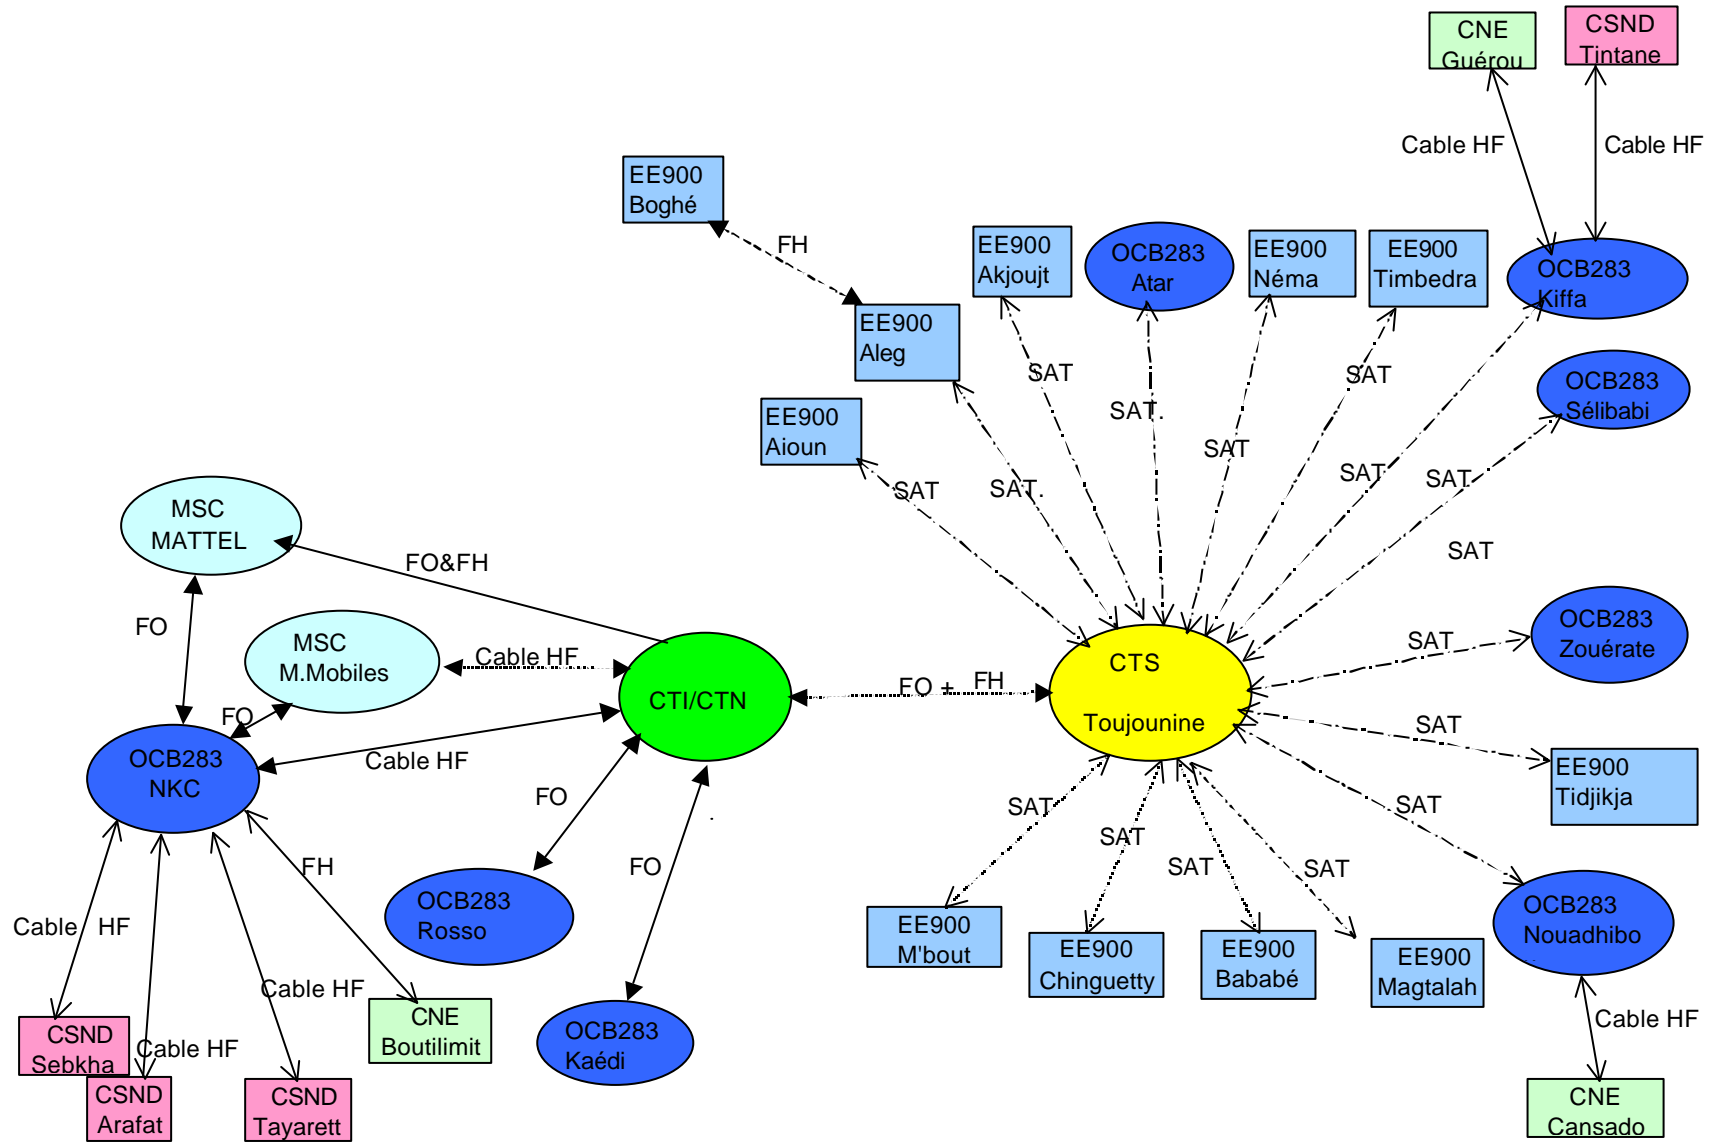 CNE
Guérou
CSND
Tintane
Cable HF
Cable HF
EE900
Boghé
FH
EE900
Akjoujt
OCB283
Atar
EE900
Néma
EE900
Timbedra
OCB283
Kiffa
EE900
Aleg
SAT
SAT
OCB283
Sélibabi
EE900
Aioun
SAT.
SAT
SAT
SAT
SAT
SAT.
SAT
MSC
MATTEL
FO&FH
FO
MSC
M.Mobiles
Cable HF
OCB283
Zouérate
SAT
CTS
Toujounine
FO + FH
CTI/CTN
FO
OCB283
NKC
Cable HF
FO
EE900
Tidjikja
SAT
SAT
SAT
SAT
SAT
FO
FH
OCB283
Rosso
Cable HF
EE900
M'bout
EE900
Chinguetty
EE900
Bababé
EE900
Magtalah
OCB283
Nouadhibo
Cable HF
CNE
Boutilimit
OCB283
Kaédi
Cable HF
CSND
Sebkha
Cable HF
CSND
Arafat
CSND
Tayarett
CNE
Cansado